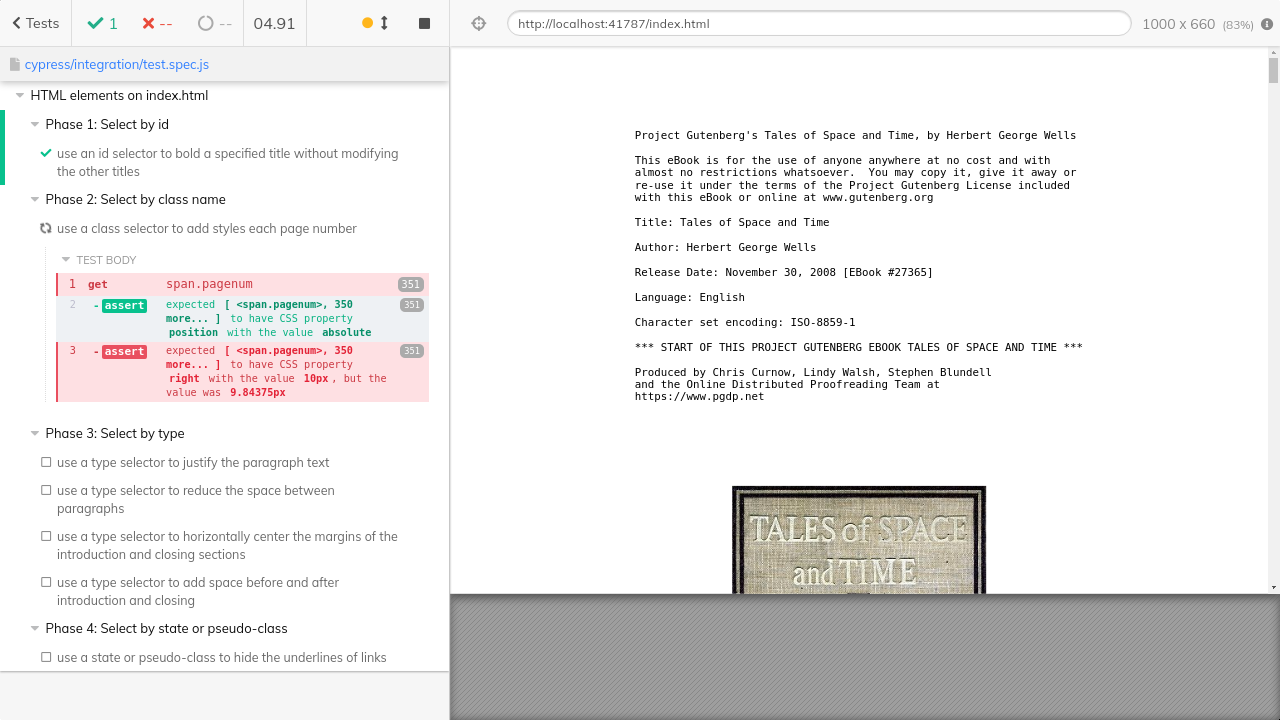 Tests
1
--
--
04.91
http://localhost:41787/index.html
1000 x 660 (83%)
cypress/integration/test.spec.js
HTML elements on index.html
Phase 1: Select by id
use an id selector to bold a specified title without modifying
the other titles
Phase 2: Select by class name
use a class selector to add styles each page number
TEST BODY
1 get span.pagenum 351
2 -assert expected [ <span.pagenum>, 350 351
more... ] to have CSS property
position with the value absolute
3 -assert expected [ <span.pagenum>, 350 351
more... ] to have CSS property
right with the value 10px, but the
value was 9.84375px
Phase 3: Select by type
use a type selector to justify the paragraph text
use a type selector to reduce the space between
paragraphs
use a type selector to horizontally center the margins of the
introduction and closing sections
use a type selector to add space before and after
introduction and closing
Phase 4: Select by state or pseudo-class
use a state or pseudo-class to hide the underlines of links
Project Gutenberg's Tales of Space and Time, by Herbert George Wells
This eBook is for the use of anyone anywhere at no cost and with
almost no restrictions whatsoever.  You may copy it, give it away or
re-use it under the terms of the Project Gutenberg License included
with this eBook or online at www.gutenberg.org
Title: Tales of Space and Time
Author: Herbert George Wells
Release Date: November 30, 2008 [EBook #27365]
Language: English
Character set encoding: ISO-8859-1
*** START OF THIS PROJECT GUTENBERG EBOOK TALES OF SPACE AND TIME ***
Produced by Chris Curnow, Lindy Walsh, Stephen Blundell
and the Online Distributed Proofreading Team at
https://www.pgdp.net
TALES of SPACE
and TIME